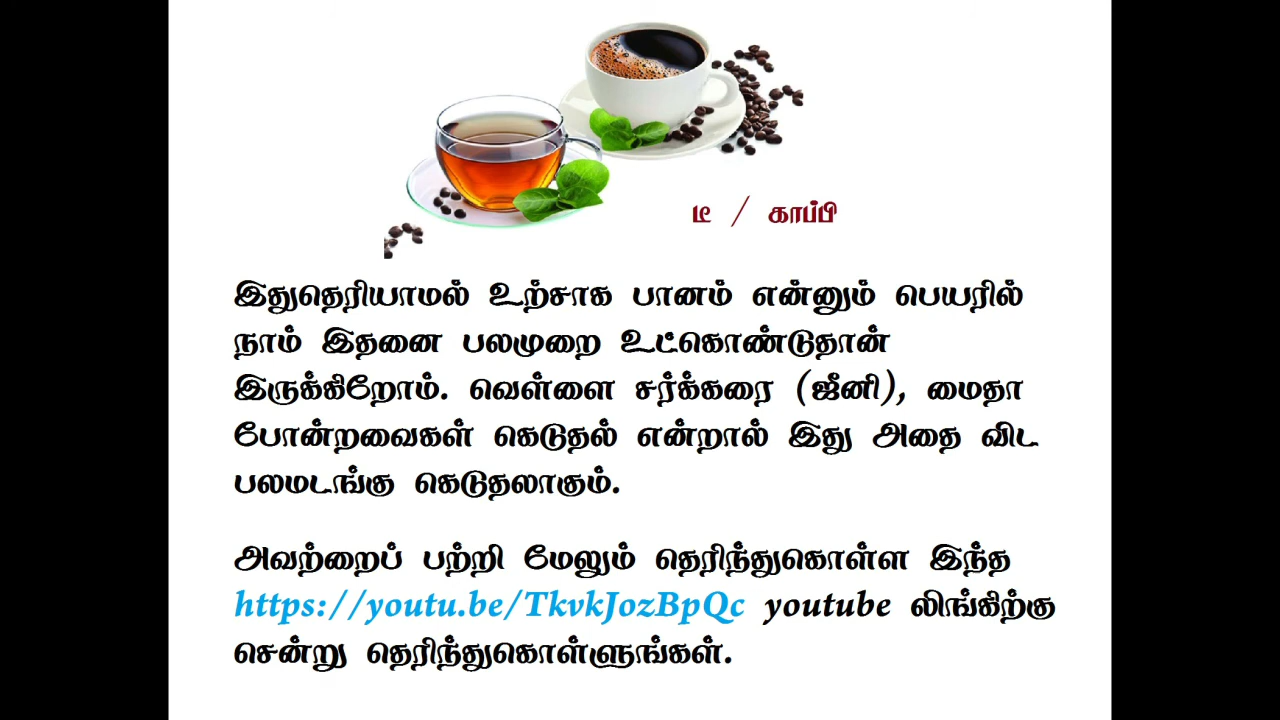 டீ / காப்பி
இதுதெரியாமல் உற்சாக பானம் என்னும் பெயரில்
நாம் இதனை பலமுறை உட்கொண்டுதான்
இருக்கிறோம். வெள்ளை சர்க்கரை (ஜீனி), மைதா
போன்றவைகள் கெடுதல் என்றால் இது அதை விட
பலமடங்கு கெடுதலாகும்.
அவற்றைப் பற்றி மேலும் தெரிந்துகொள்ள இந்த
https://youtu.be/TkvkJozBpQc youtube லிங்கிற்கு
சென்று தெரிந்துகொள்ளுங்கள்.